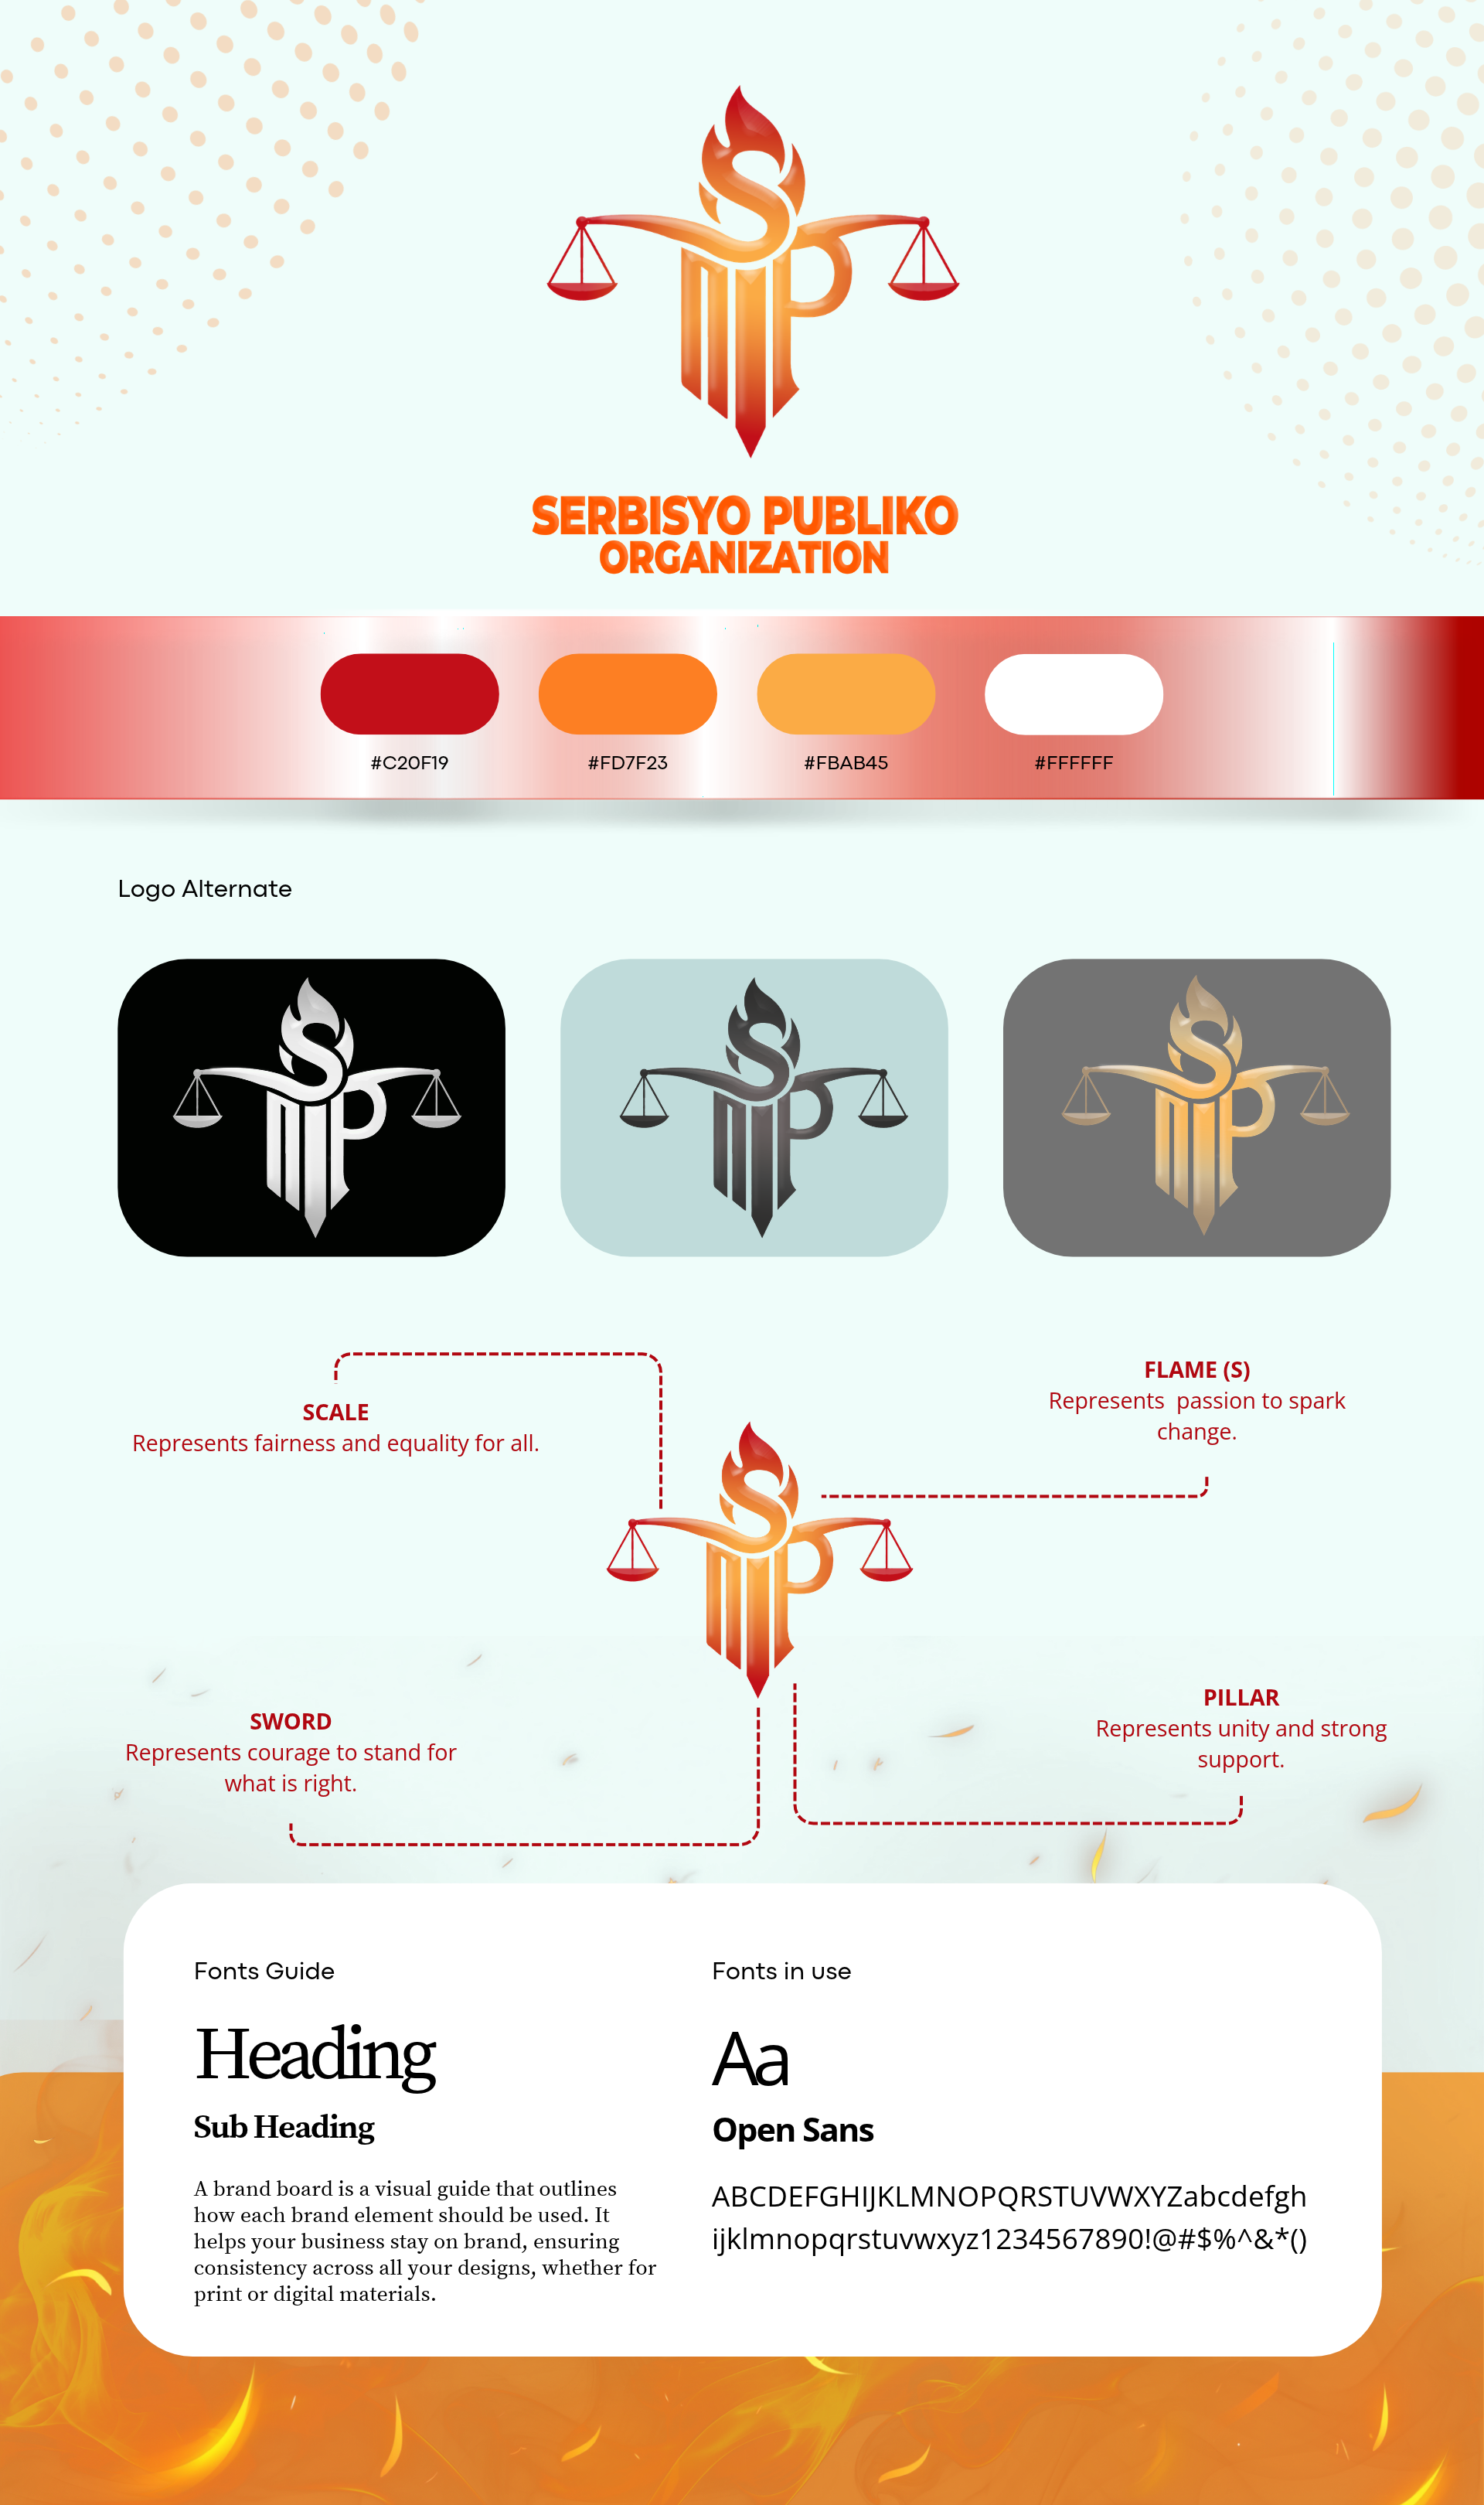 SERBISYO PUBLIKO
ORGANIZATION
#C20F19
#FD7F23
#FBAB45
#FFFFFF
Logo Alternate
SCALE
Represents fairness and equality for all.
FLAME (S)
Represents  passion to spark
change.
SWORD
Represents courage to stand for
what is right.
PILLAR
Represents unity and strong
support.
Fonts Guide
Heading
Sub Heading
A brand board is a visual guide that outlines
how each brand element should be used. It
helps your business stay on brand, ensuring
consistency across all your designs, whether for
print or digital materials.
Fonts in use
Aa
Open Sans
ABCDEFGHIJKLMNOPQRSTUVWXYZabcdefgh
ijklmnopqrstuvwxyz1234567890!@#$%^&*()